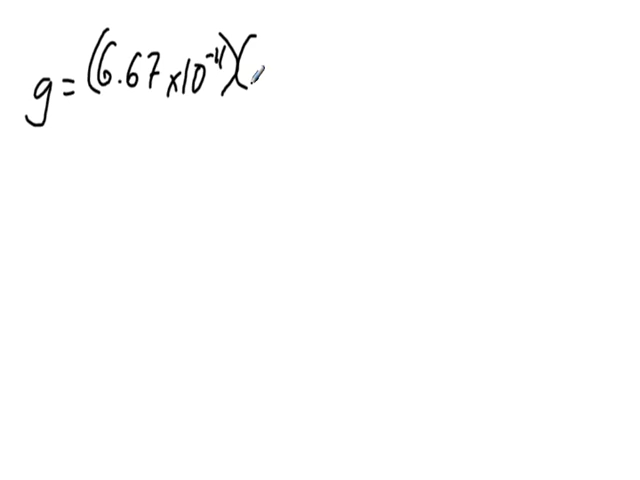 g = (6.67 x 10^-11)(.